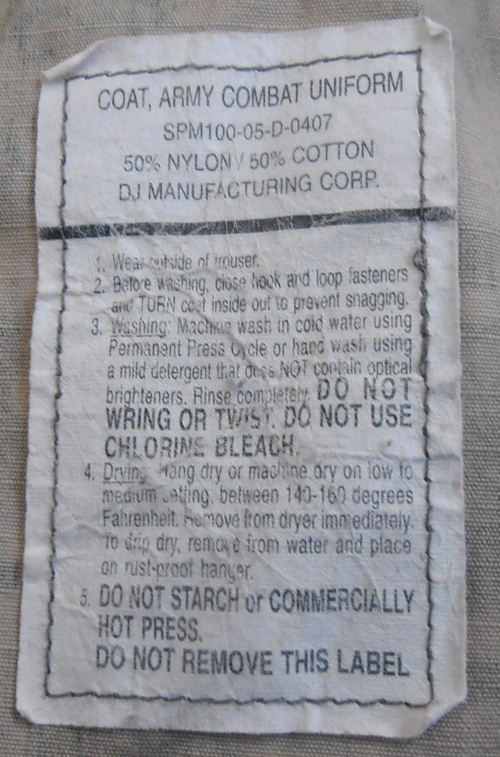 COAT, ARMY COMBAT UNIFORM
SPM100-05-D-0407
50% NYLON / 50% COTTON
DJ MANUFACTURING CORP.
1. Wear outside of trouser.
2. Before washing, close hook and loop fasteners
and TURN coat inside out to prevent snagging.
3. Washing: Machine wash in cold water using
Permanent Press Cycle or hand wash using
a mild detergent that does NOT contain optical
brighteners. Rinse completely. DO NOT
WRING OR TWIST. DO NOT USE
CHLORINE BLEACH.
4. Drying: Hang dry or machine dry on low to
medium setting, between 140-160 degrees
Fahrenheit. Remove from dryer immediately.
To drip dry, remove from water and place
on rust-proof hanger.
5. DO NOT STARCH or COMMERCIALLY
HOT PRESS.
DO NOT REMOVE THIS LABEL